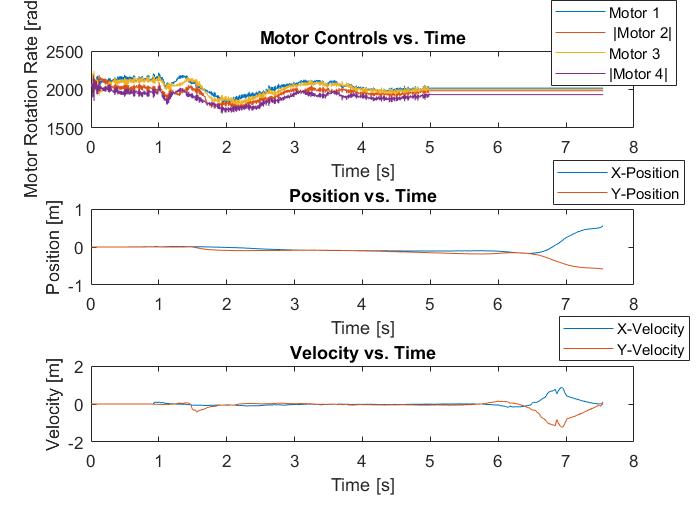 Motor Controls vs. Time
Motor 1
|Motor 2|
Motor 3
|Motor 4|
Motor Rotation Rate [rad
2500
2000
1500
0 1 2 3 4 5 6 7 8
Time [s]
Position vs. Time
X-Position
Y-Position
Position [m]
1
0
-1
0 1 2 3 4 5 6 7 8
Time [s]
Velocity vs. Time
X-Velocity
Y-Velocity
Velocity [m]
2
0
-2
0 1 2 3 4 5 6 7 8
Time [s]